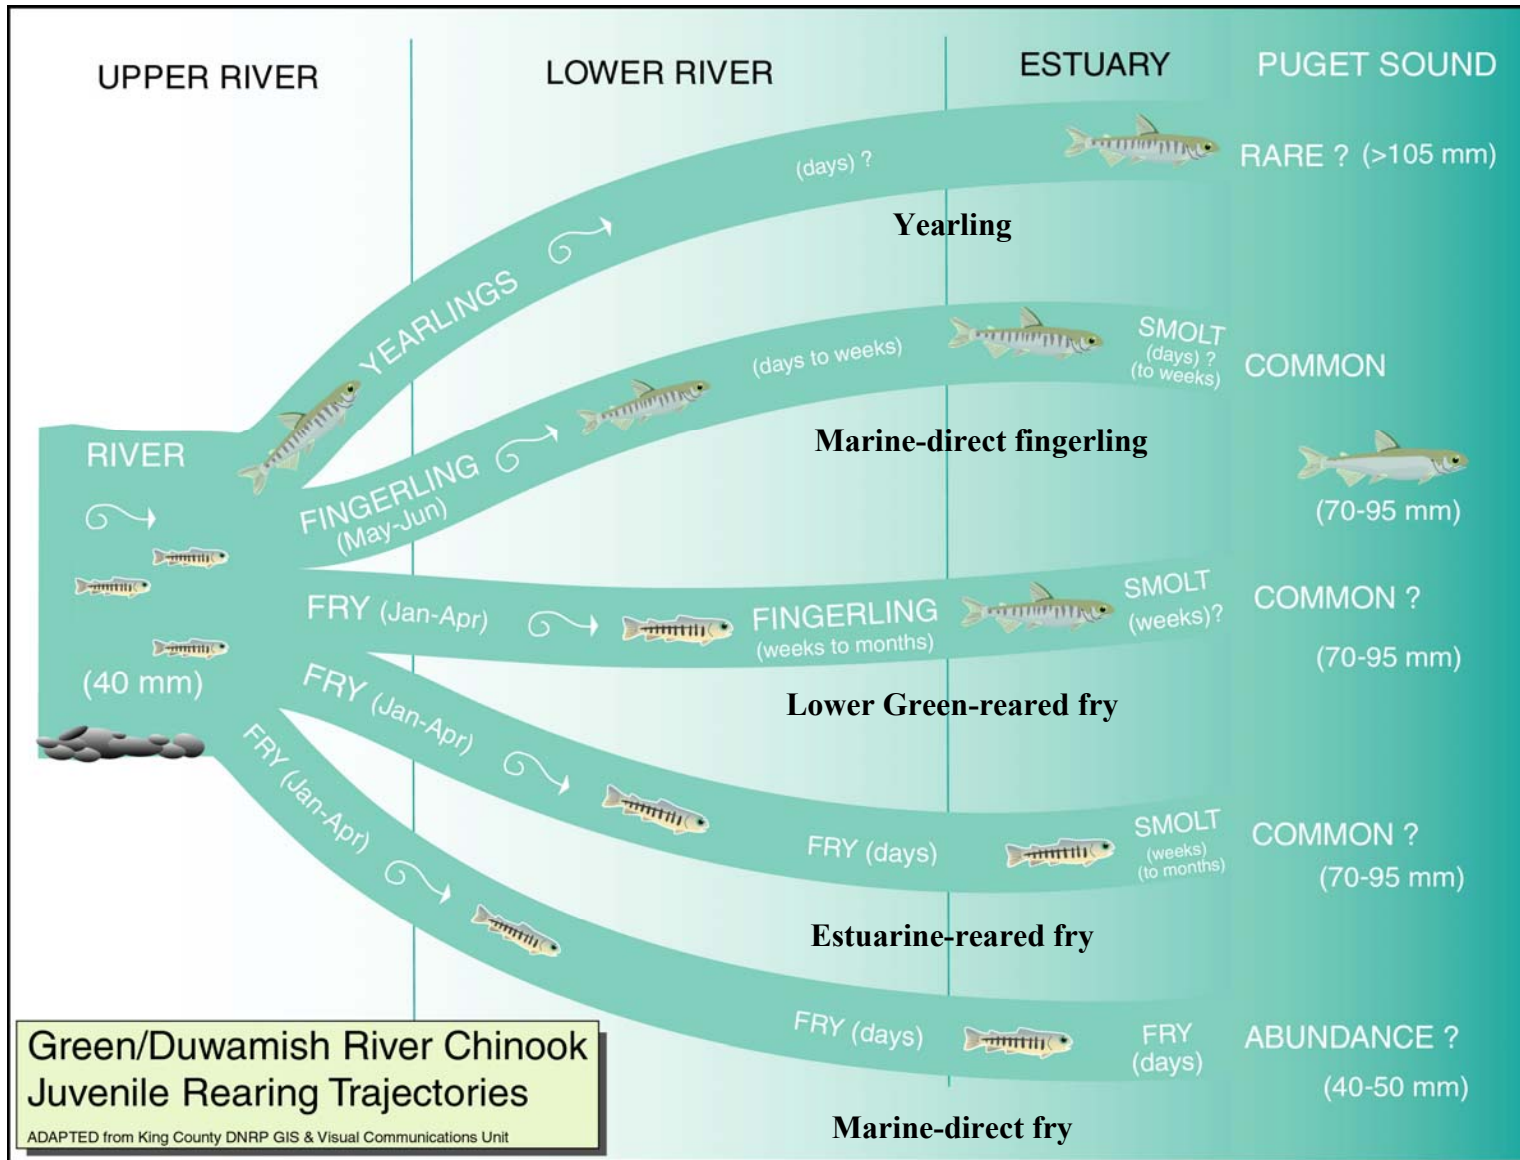 UPPER RIVER
LOWER RIVER
ESTUARY
PUGET SOUND
RIVER
(40 mm)
YEARLINGS
(days) ?
RARE ? (>105 mm)
Yearling
FINGERLING
(May-Jun)
(days to weeks)
SMOLT
(days) ?
(to weeks)
COMMON
(70-95 mm)
Marine-direct fingerling
FRY (Jan-Apr)
FINGERLING
(weeks to months)
SMOLT
(weeks)?
COMMON ?
(70-95 mm)
Lower Green-reared fry
FRY (Jan-Apr)
FRY (days)
SMOLT
(weeks)
(to months)
COMMON ?
(70-95 mm)
Estuarine-reared fry
FRY (Jan-Apr)
FRY (days)
FRY
(days)
ABUNDANCE ?
(40-50 mm)
Marine-direct fry
Green/Duwamish River Chinook
Juvenile Rearing Trajectories
ADAPTED from King County DNRP GIS & Visual Communications Unit